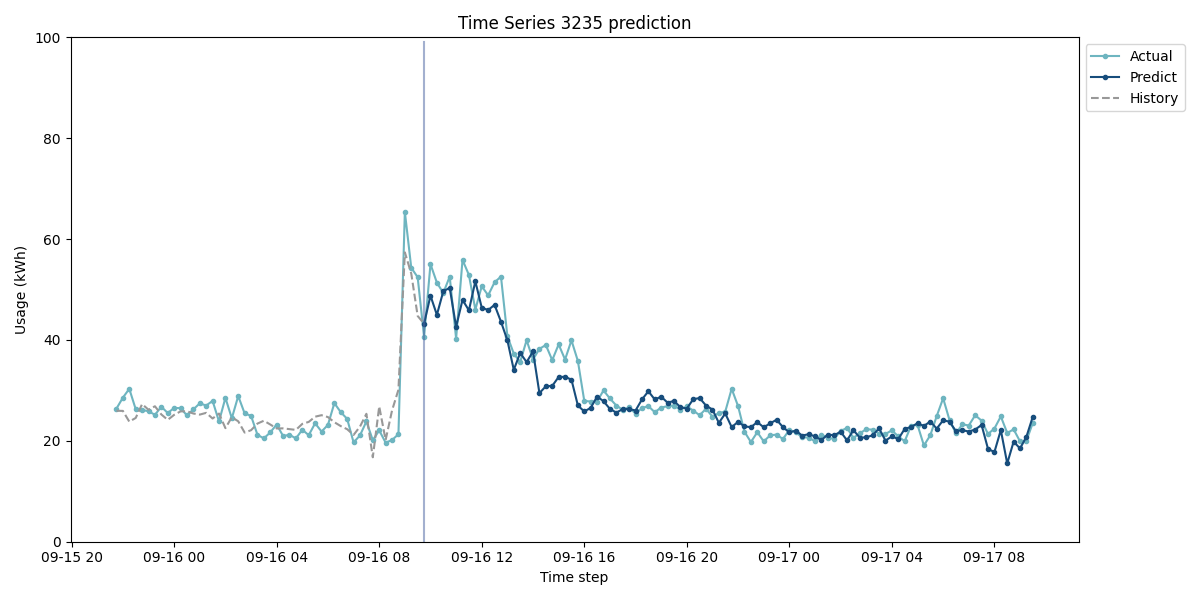 Time Series 3235 prediction
100
80
60
40
20
0
Usage (kWh)
09-15 20
09-16 00
09-16 04
09-16 08
09-16 12
09-16 16
09-16 20
09-17 00
09-17 04
09-17 08
Time step
Actual
Predict
History